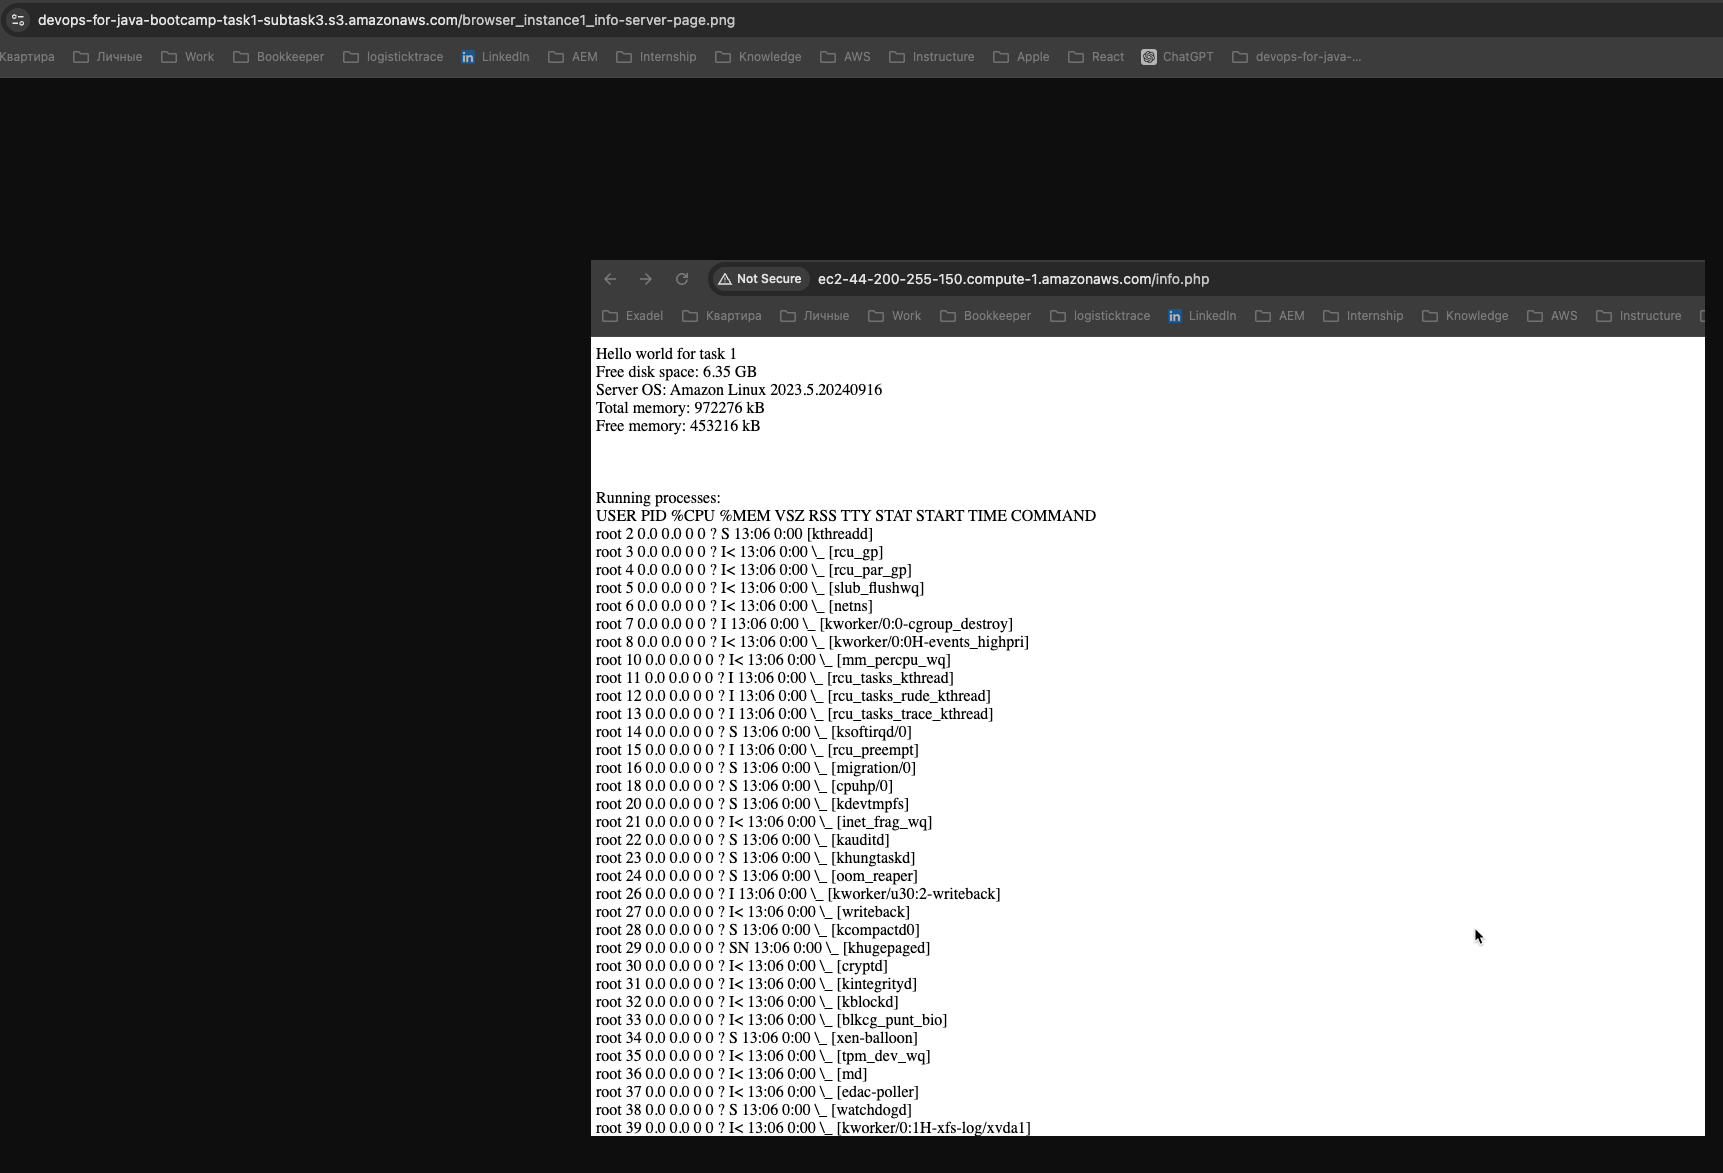 devops-for-java-bootcamp-task1-subtask3.s3.amazonaws.com/browser_instance1_info-server-page.png
Квартира Личные Work Bookkeeper logisticktrace LinkedIn AEM Internship Knowledge AWS Instructure Apple React ChatGPT devops-for-java-...
Not Secure ec2-44-200-255-150.compute-1.amazonaws.com/info.php
Exadel Квартира Личные Work Bookkeeper logisticktrace LinkedIn AEM Internship Knowledge AWS Instructure
Hello world for task 1
Free disk space: 6.35 GB
Server OS: Amazon Linux 2023.5.20240916
Total memory: 972276 kB
Free memory: 453216 kB
Running processes:
USER PID %CPU %MEM VSZ RSS TTY STAT START TIME COMMAND
root 2 0.0 0.0 0 0 ? S 13:06 0:00 [kthreadd]
root 3 0.0 0.0 0 0 ? I< 13:06 0:00 \_ [rcu_gp]
root 4 0.0 0.0 0 0 ? I< 13:06 0:00 \_ [rcu_par_gp]
root 5 0.0 0.0 0 0 ? I< 13:06 0:00 \_ [slub_flushwq]
root 6 0.0 0.0 0 0 ? I< 13:06 0:00 \_ [netns]
root 7 0.0 0.0 0 0 ? I 13:06 0:00 \_ [kworker/0:0-cgroup_destroy]
root 8 0.0 0.0 0 0 ? I< 13:06 0:00 \_ [kworker/0:0H-events_highpri]
root 10 0.0 0.0 0 0 ? I< 13:06 0:00 \_ [mm_percpu_wq]
root 11 0.0 0.0 0 0 ? I 13:06 0:00 \_ [rcu_tasks_kthread]
root 12 0.0 0.0 0 0 ? I 13:06 0:00 \_ [rcu_tasks_rude_kthread]
root 13 0.0 0.0 0 0 ? I 13:06 0:00 \_ [rcu_tasks_trace_kthread]
root 14 0.0 0.0 0 0 ? S 13:06 0:00 \_ [ksoftirqd/0]
root 15 0.0 0.0 0 0 ? I 13:06 0:00 \_ [rcu_preempt]
root 16 0.0 0.0 0 0 ? S 13:06 0:00 \_ [migration/0]
root 18 0.0 0.0 0 0 ? S 13:06 0:00 \_ [cpuhp/0]
root 20 0.0 0.0 0 0 ? S 13:06 0:00 \_ [kdevtmpfs]
root 21 0.0 0.0 0 0 ? I< 13:06 0:00 \_ [inet_frag_wq]
root 22 0.0 0.0 0 0 ? S 13:06 0:00 \_ [kauditd]
root 23 0.0 0.0 0 0 ? S 13:06 0:00 \_ [khungtaskd]
root 24 0.0 0.0 0 0 ? S 13:06 0:00 \_ [oom_reaper]
root 26 0.0 0.0 0 0 ? I 13:06 0:00 \_ [kworker/u30:2-writeback]
root 27 0.0 0.0 0 0 ? I< 13:06 0:00 \_ [writeback]
root 28 0.0 0.0 0 0 ? S 13:06 0:00 \_ [kcompactd0]
root 29 0.0 0.0 0 0 ? SN 13:06 0:00 \_ [khugepaged]
root 30 0.0 0.0 0 0 ? I< 13:06 0:00 \_ [cryptd]
root 31 0.0 0.0 0 0 ? I< 13:06 0:00 \_ [kintegrityd]
root 32 0.0 0.0 0 0 ? I< 13:06 0:00 \_ [kblockd]
root 33 0.0 0.0 0 0 ? I< 13:06 0:00 \_ [blkcg_punt_bio]
root 34 0.0 0.0 0 0 ? S 13:06 0:00 \_ [xen-balloon]
root 35 0.0 0.0 0 0 ? I< 13:06 0:00 \_ [tpm_dev_wq]
root 36 0.0 0.0 0 0 ? I< 13:06 0:00 \_ [md]
root 37 0.0 0.0 0 0 ? I< 13:06 0:00 \_ [edac-poller]
root 38 0.0 0.0 0 0 ? S 13:06 0:00 \_ [watchdogd]
root 39 0.0 0.0 0 0 ? I< 13:06 0:00 \_ [kworker/0:1H-xfs-log/xvda1]